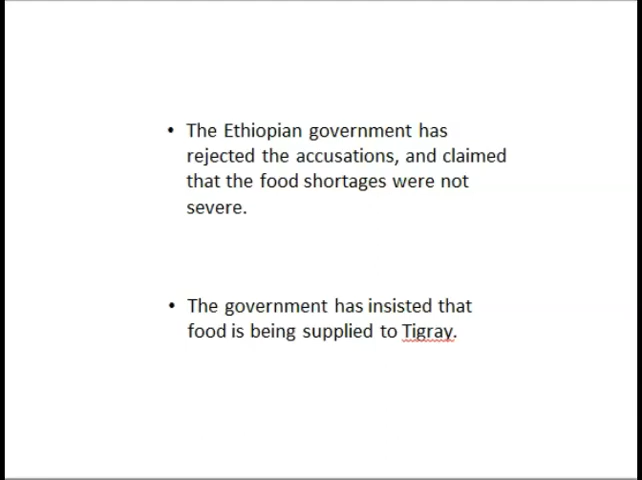 • The Ethiopian government has
rejected the accusations, and claimed
that the food shortages were not
severe.
• The government has insisted that
food is being supplied to Tigray.